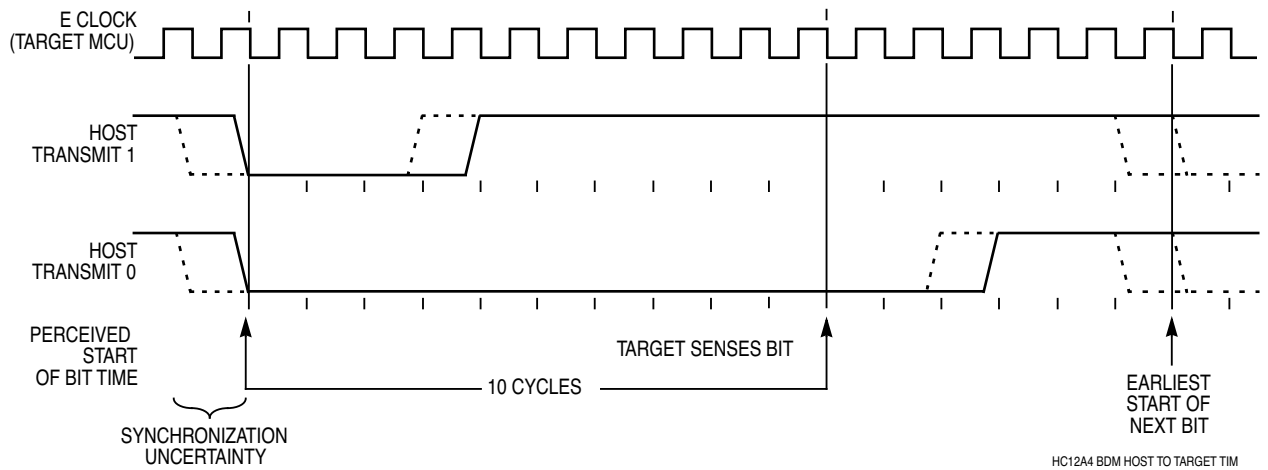 E CLOCK
(TARGET MCU)
HOST
TRANSMIT 1
HOST
TRANSMIT 0
PERCEIVED
START
OF BIT TIME
TARGET SENSES BIT
10 CYCLES
EARLIEST
START OF
NEXT BIT
SYNCHRONIZATION
UNCERTAINTY
HC12A4 BDM HOST TO TARGET TIM